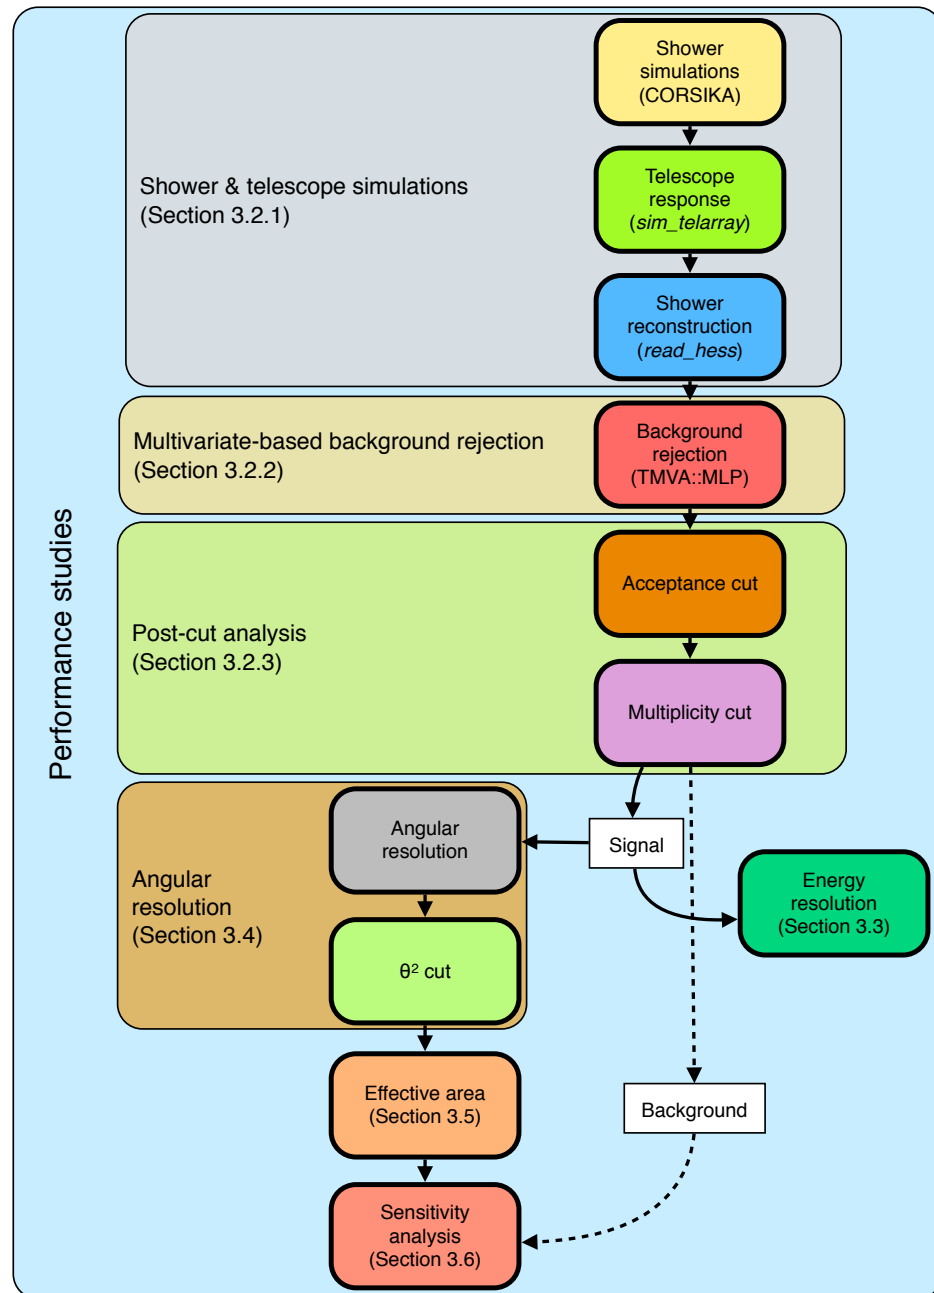 Performance studies
Shower & telescope simulations
(Section 3.2.1)
Shower
simulations
(CORSIKA)
Telescope
response
(sim_telarray)
Shower
reconstruction
(read_hess)
Multivariate-based background rejection
(Section 3.2.2)
Background
rejection
(TMVA::MLP)
Post-cut analysis
(Section 3.2.3)
Acceptance cut
Multiplicity cut
Signal
Angular
resolution
(Section 3.4)
Angular
resolution
θ² cut
Energy
resolution
(Section 3.3)
Effective area
(Section 3.5)
Background
Sensitivity
analysis
(Section 3.6)